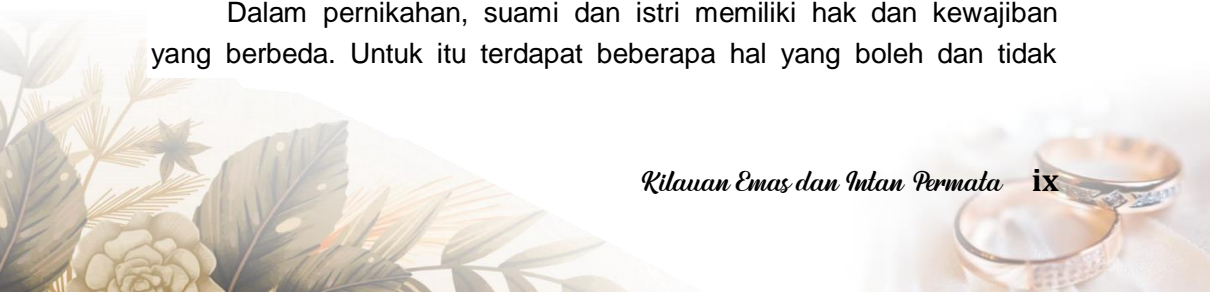 Dalam pernikahan, suami dan istri memiliki hak dan kewajiban
yang berbeda. Untuk itu terdapat beberapa hal yang boleh dan tidak
Kilauan Emas dan Intan Permata ix